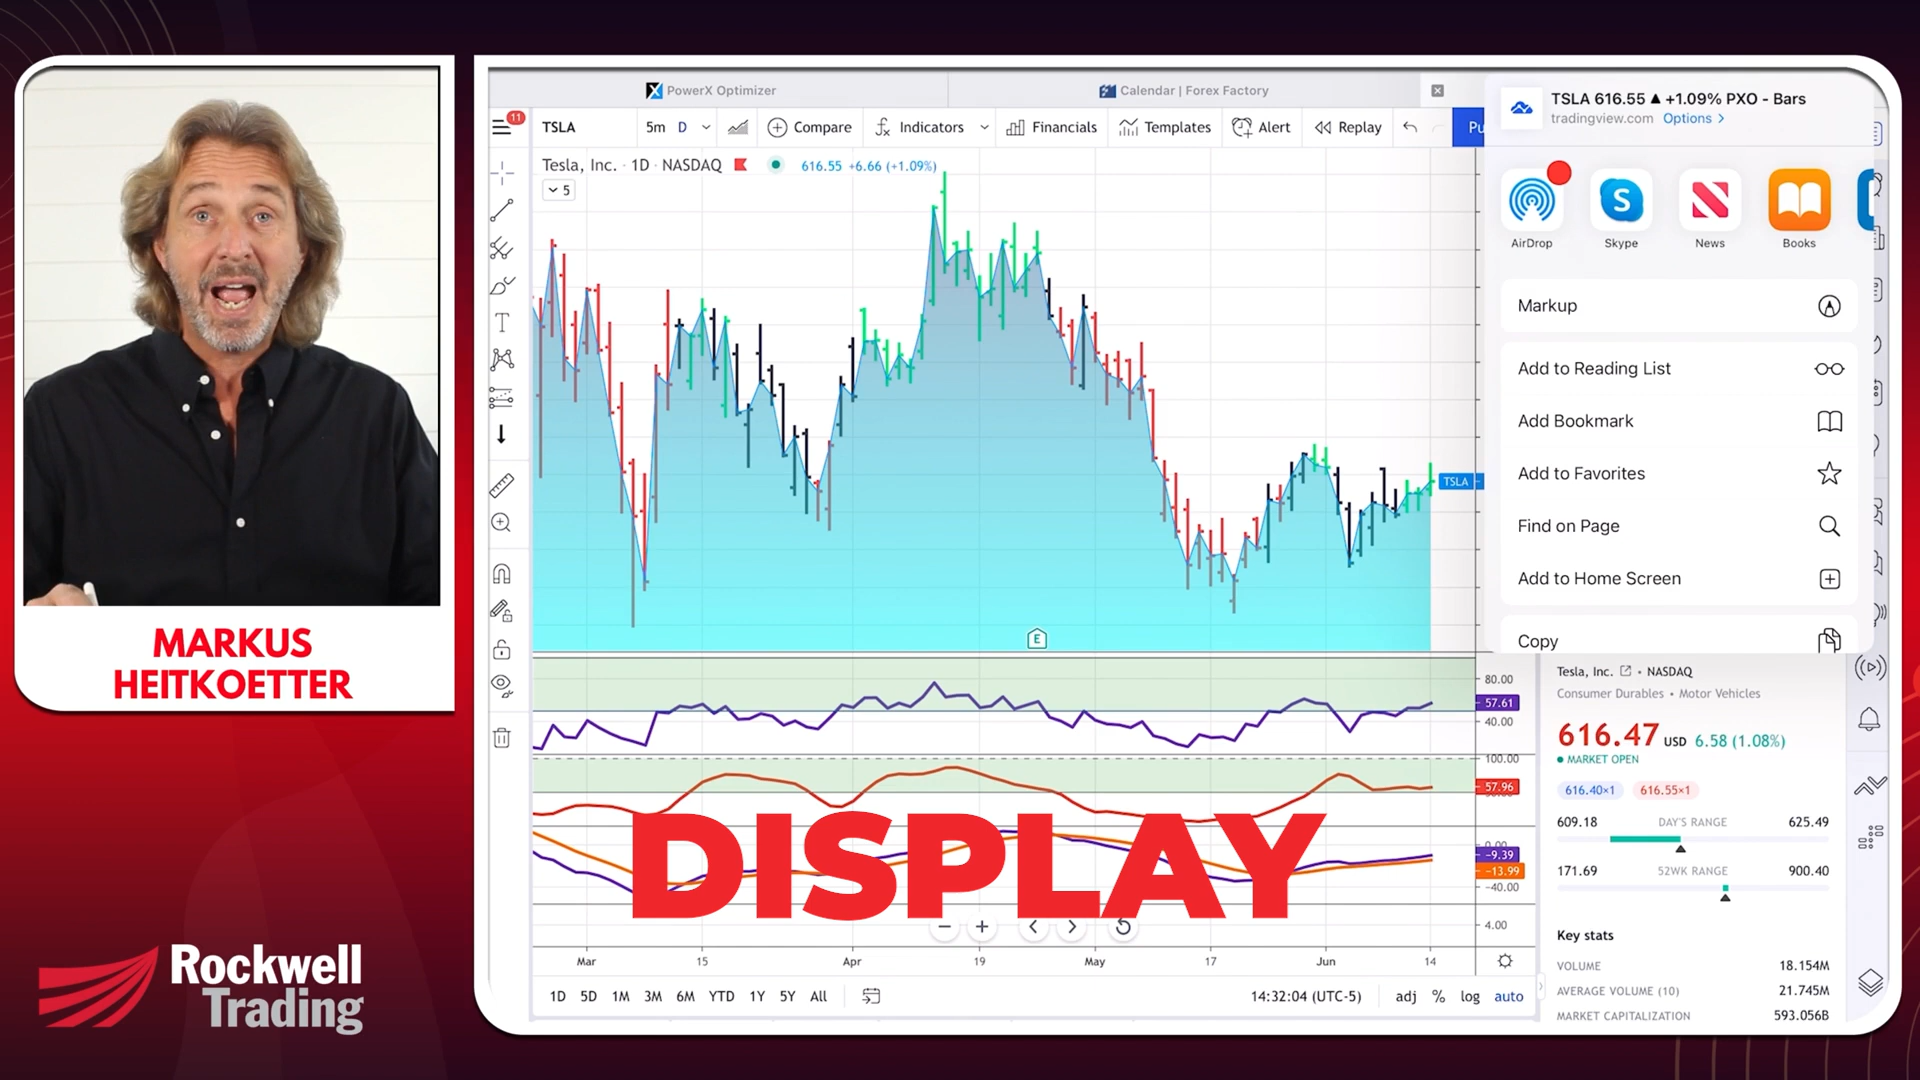 MARKUS
HEITKOETTER
Rockwell
Trading
PowerX Optimizer
Calendar | Forex Factory
11
TSLA
5m D
Compare
Indicators
Financials
Templates
Alert
Replay
Pu
Tesla, Inc. · 1D · NASDAQ
616.55 +6.66 (+1.09%)
5
TSLA
E
80.00
57.61
40.00
100.00
57.96
0.00
-9.39
-13.99
-40.00
4.00
DISPLAY
Mar 15 Apr 19 May 17 Jun 14
1D 5D 1M 3M 6M YTD 1Y 5Y All
14:32:04 (UTC-5)
adj % log auto
TSLA 616.55 ▲ +1.09% PXO - Bars
tradingview.com Options >
S
AirDrop
Skype
News
Books
Markup
Add to Reading List
Add Bookmark
Add to Favorites
Find on Page
Add to Home Screen
Copy
Tesla, Inc. • NASDAQ
Consumer Durables • Motor Vehicles
616.47 USD 6.58 (1.08%)
MARKET OPEN
616.40×1 616.55×1
609.18 DAY'S RANGE 625.49
171.69 52WK RANGE 900.40
Key stats
VOLUME 18.154M
AVERAGE VOLUME (10) 21.745M
MARKET CAPITALIZATION 593.056B